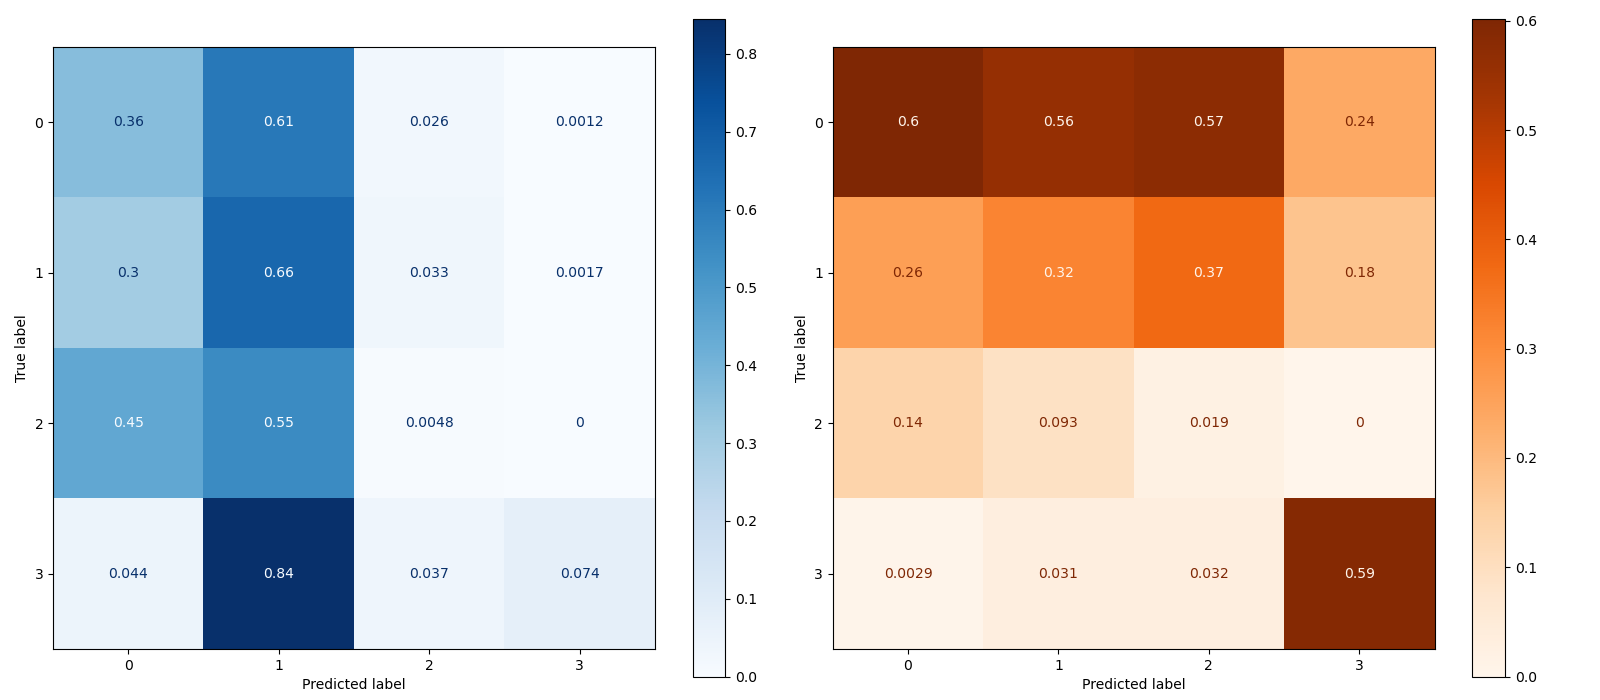 0.36 0.61 0.026 0.0012
0.3 0.66 0.033 0.0017
0.45 0.55 0.0048 0
0.044 0.84 0.037 0.074
0
1
2
3
True label
0 1 2 3
Predicted label
0.8
0.7
0.6
0.5
0.4
0.3
0.2
0.1
0.0
0.6 0.56 0.57 0.24
0.26 0.32 0.37 0.18
0.14 0.093 0.019 0
0.0029 0.031 0.032 0.59
0
1
2
3
True label
0 1 2 3
Predicted label
0.6
0.5
0.4
0.3
0.2
0.1
0.0